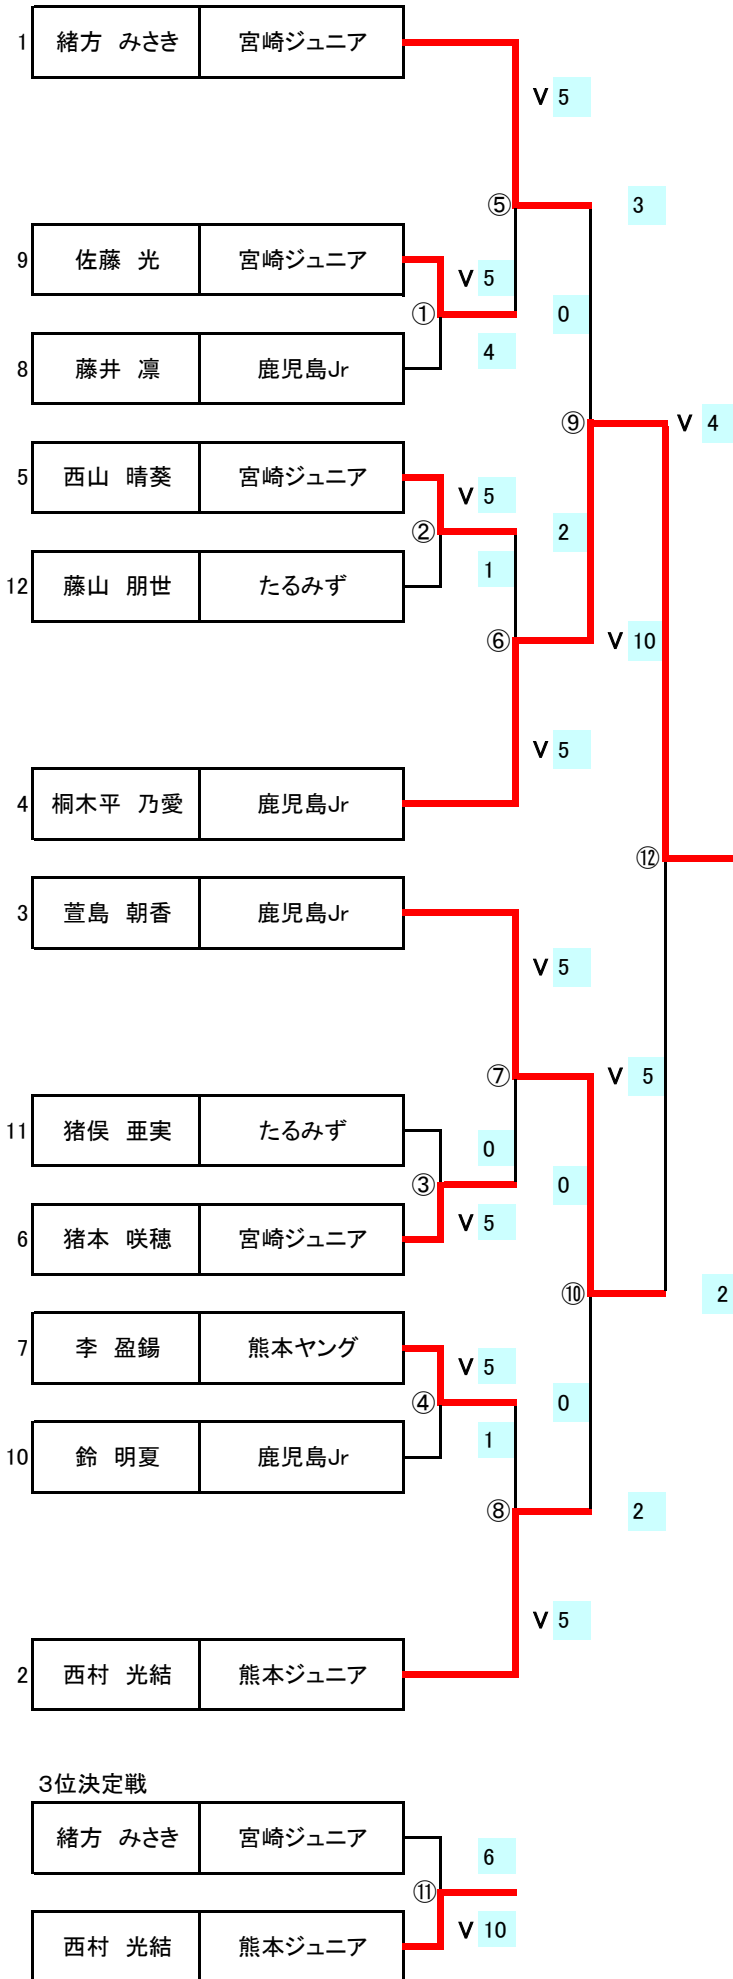 1 緒方 みさき 宮崎ジュニア
V 5
⑤ 3
9 佐藤 光 宮崎ジュニア
V 5
① 0
4
8 藤井 凛 鹿児島Jr
⑨ V 4
5 西山 晴葵 宮崎ジュニア
V 5
② 2
1
12 藤山 朋世 たるみず
⑥ V 10
V 5
4 桐木平 乃愛 鹿児島Jr
⑫
3 萱島 朝香 鹿児島Jr
V 5
⑦ V 5
11 猪俣 亜実 たるみず
0
③ 0
V 5
6 猪本 咲穂 宮崎ジュニア
⑩ 2
7 李 盈鍚 熊本ヤング
V 5
④ 0
1
10 鈴 明夏 鹿児島Jr
⑧ 2
V 5
2 西村 光結 熊本ジュニア
3位決定戦
緒方 みさき 宮崎ジュニア
6
⑪
V 10
西村 光結 熊本ジュニア